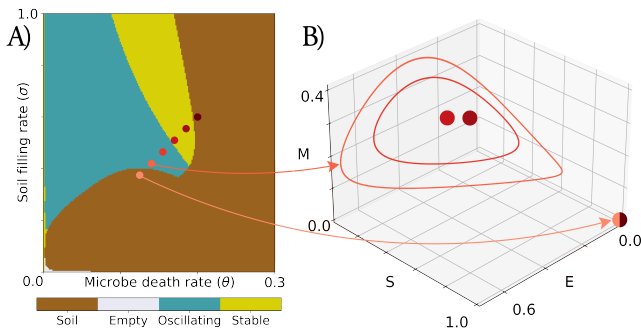 A)
B)
1.0
Soil filling rate (σ)
0.0
Microbe death rate (θ)
0.3
Soil
Empty
Oscillating
Stable
0.4
M
0.0
S
1.0
0.6
E
0.0